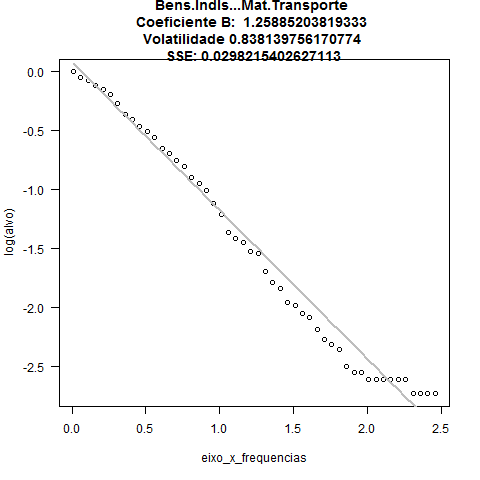 Bens.Indis...Mat.Transporte
Coeficiente B:  1.25885203819333
Volatilidade 0.838139756170774
SSE: 0.0298215402627113
0.0
-0.5
-1.0
-1.5
-2.0
-2.5
log(alvo)
0.0 0.5 1.0 1.5 2.0 2.5
eixo_x_frequencias